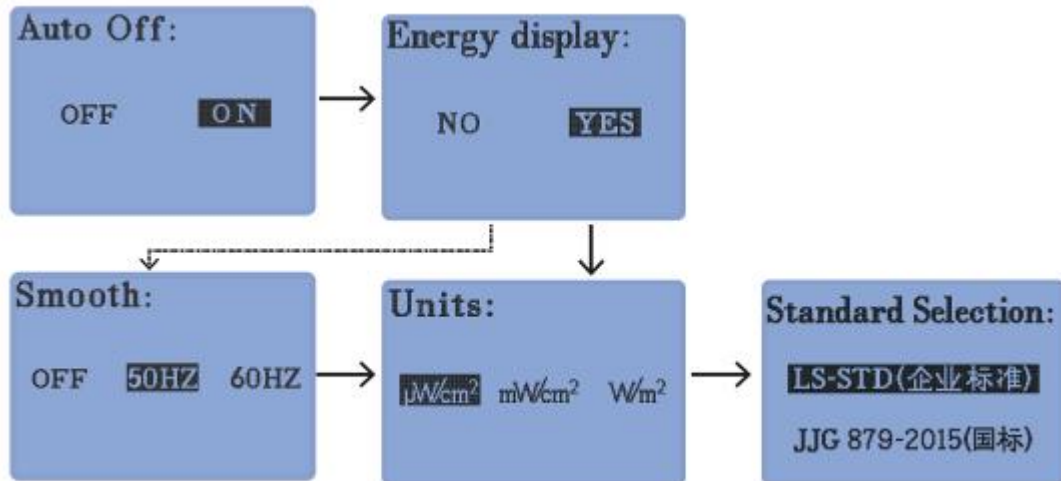 Auto Off:
OFF ON
Energy display:
NO YES
Smooth:
OFF 50HZ 60HZ
Units:
μW/cm² mW/cm² W/m²
Standard Selection:
LS-STD(企业标准)
JJG 879-2015(国标)